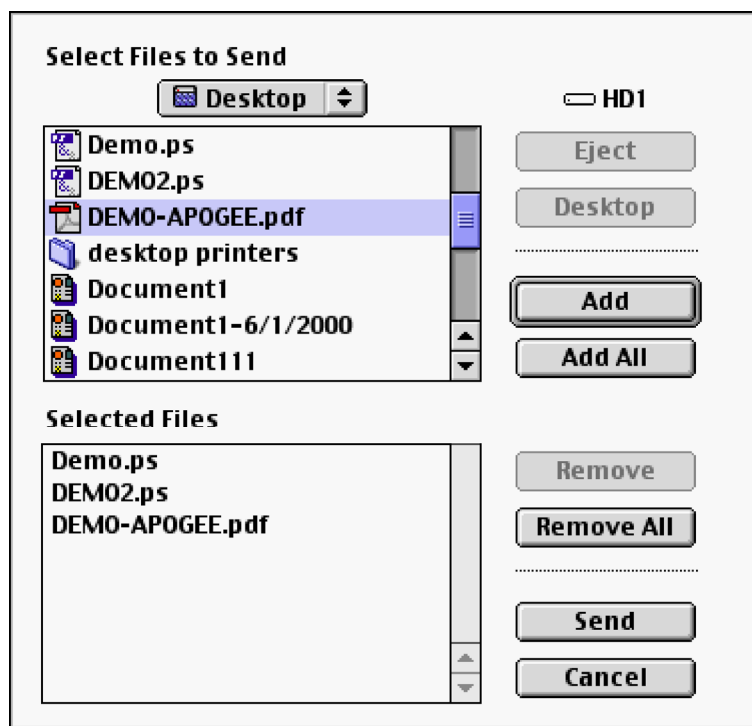 Select Files to Send
Desktop
HD1
Demo.ps
DEMO2.ps
DEMO-APOGEE.pdf
desktop printers
Document1
Document1-6/1/2000
Document111
Eject
Desktop
Add
Add All
Selected Files
Demo.ps
DEMO2.ps
DEMO-APOGEE.pdf
Remove
Remove All
Send
Cancel